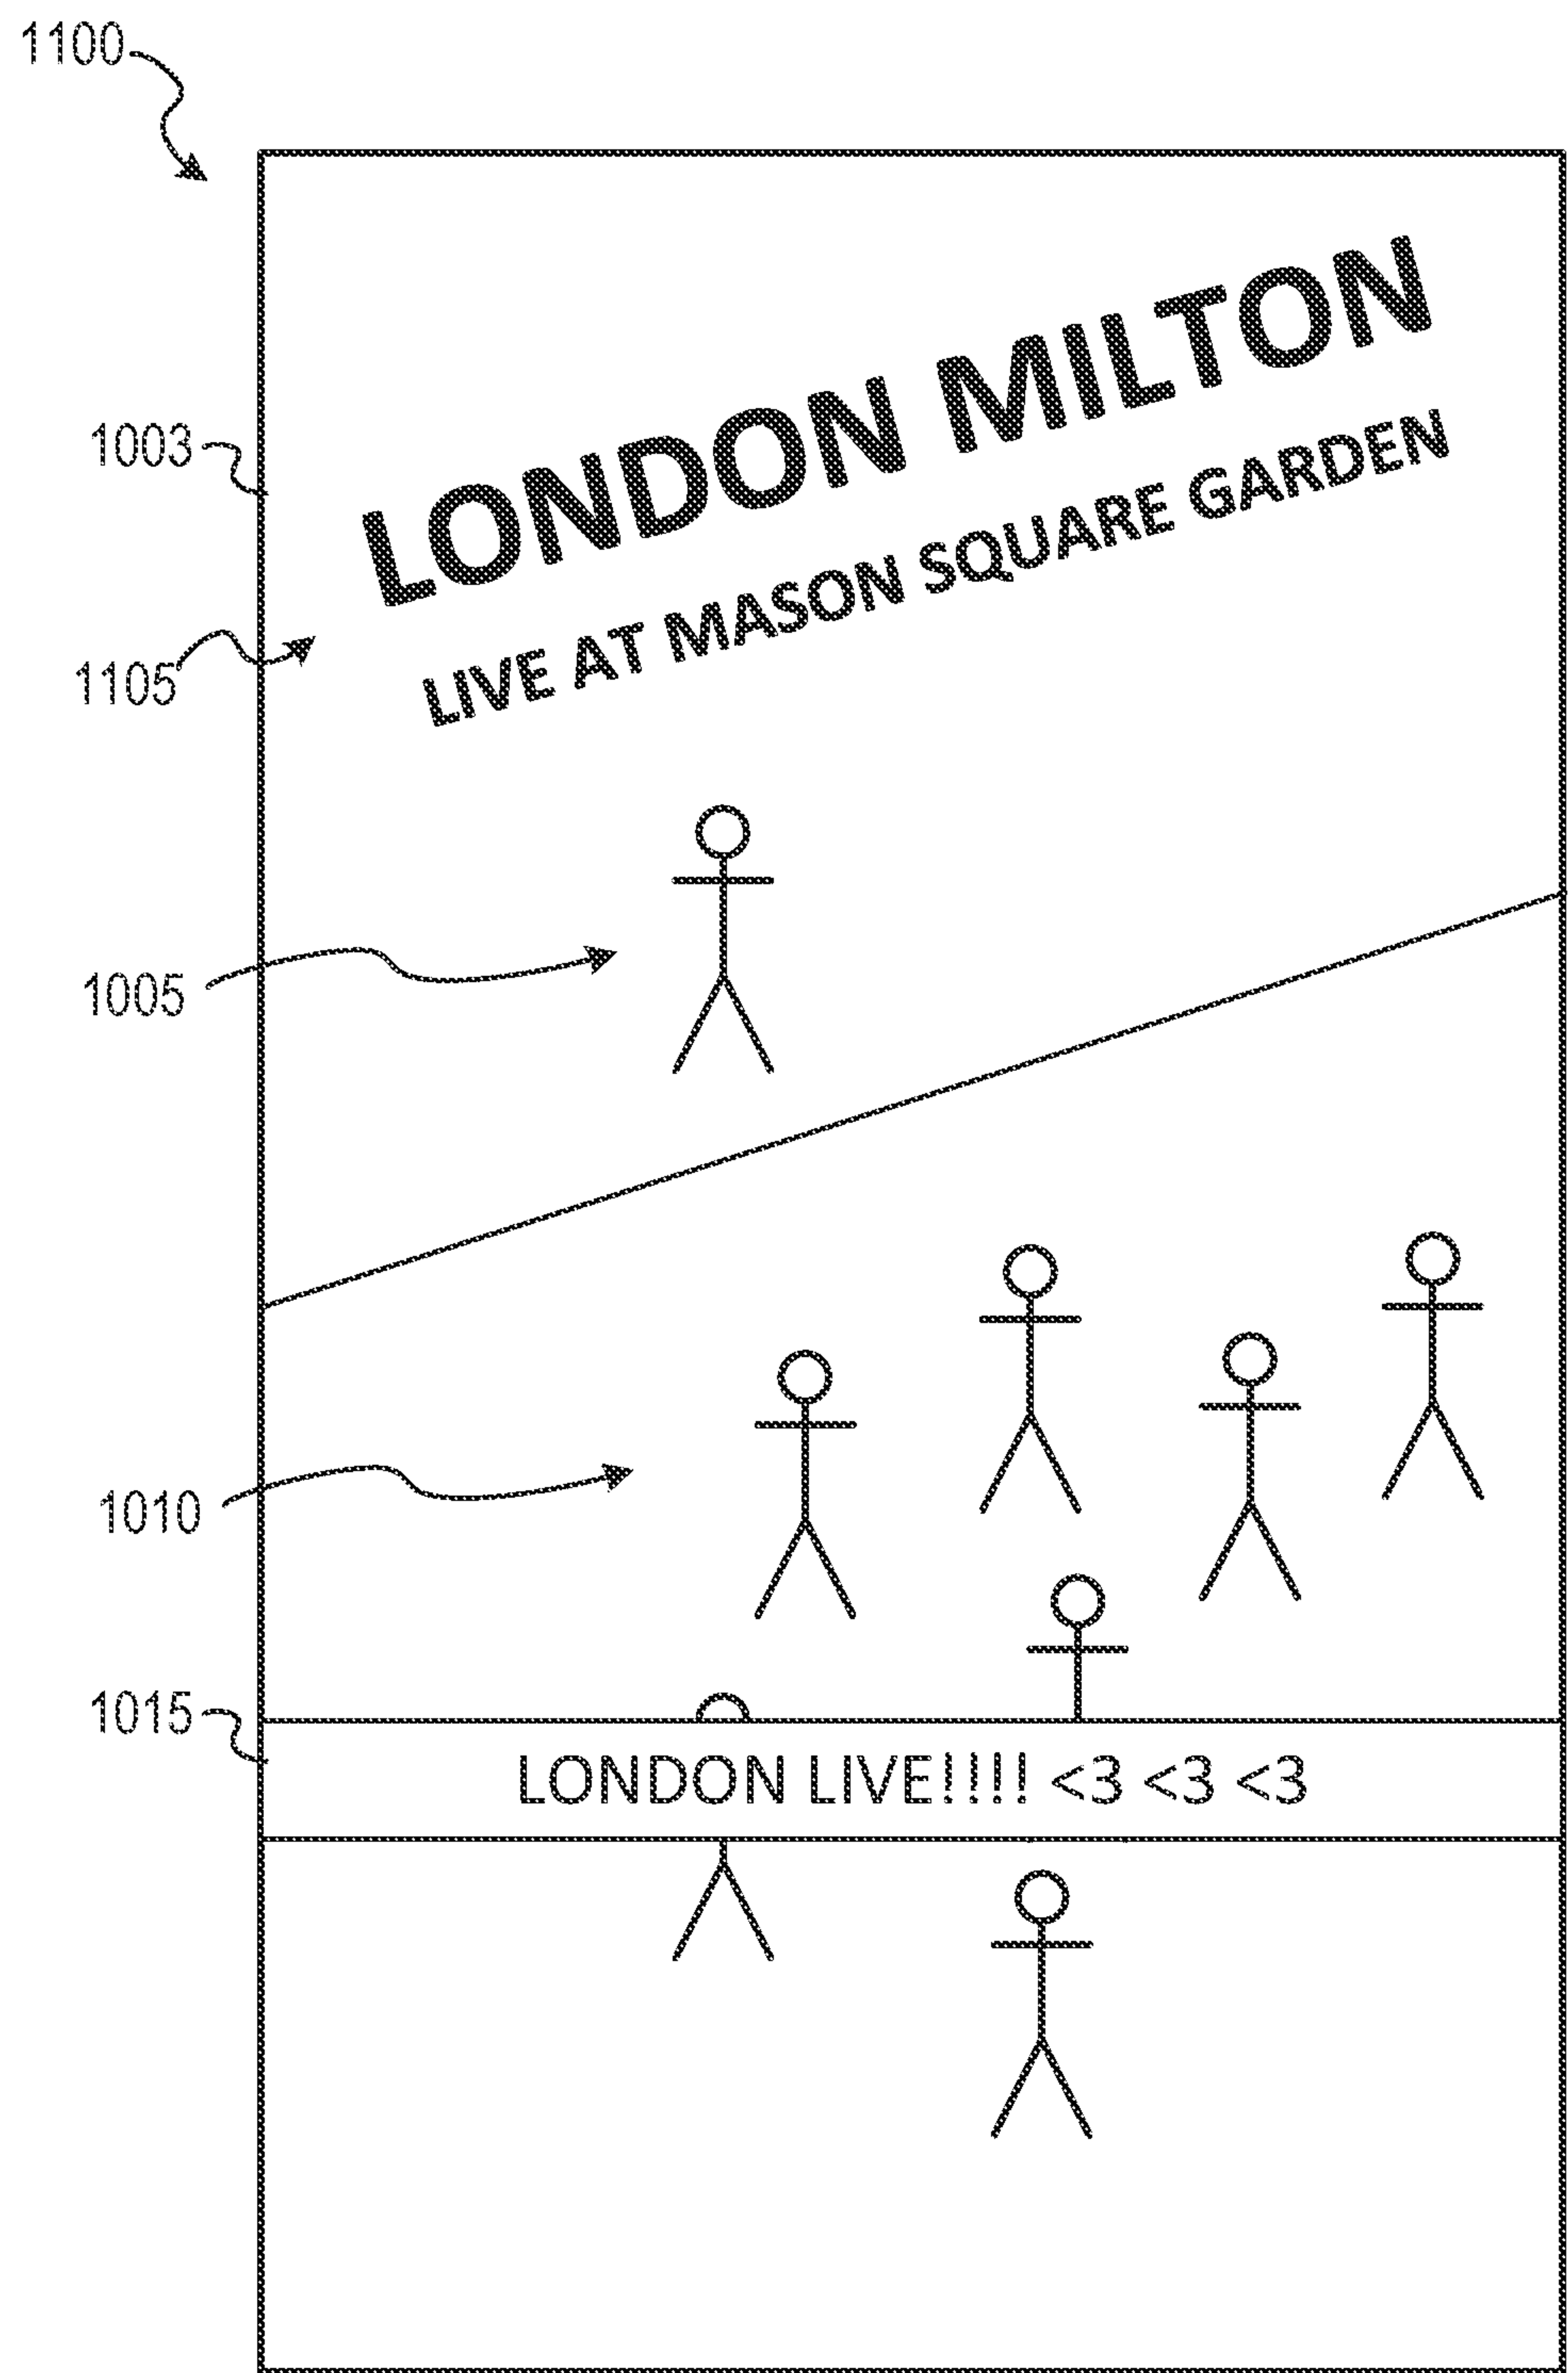 1100
LONDON MILTON
1003
LIVE AT MASON SQUARE GARDEN
1105
1005
1010
1015
LONDON LIVE!!!! <3 <3 <3